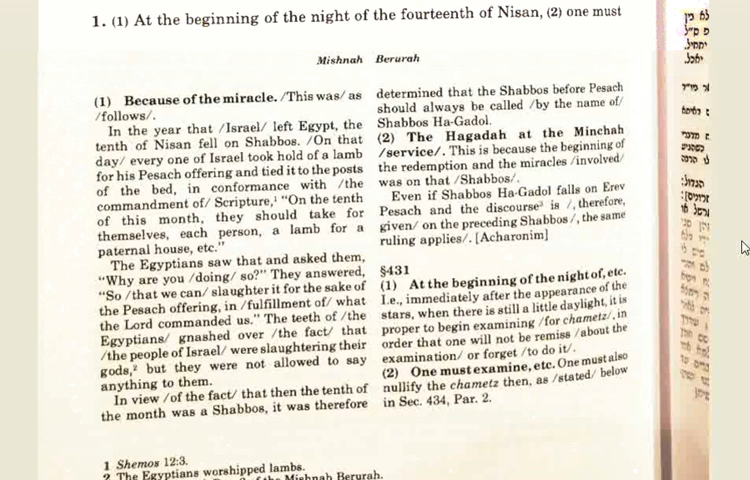 1. (1) At the beginning of the night of the fourteenth of Nisan, (2) one must
Mishnah Berurah
(1) Because of the miracle. /This was/ as
/follows/.
In the year that /Israel/ left Egypt, the
tenth of Nisan fell on Shabbos. /On that
day/ every one of Israel took hold of a lamb
for his Pesach offering and tied it to the posts
of the bed, in conformance with /the
commandment of/ Scripture,¹ “On the tenth
of this month, they should take for
themselves, each person, a lamb for a
paternal house, etc.”
The Egyptians saw that and asked them,
“Why are you /doing/ so?” They answered,
“So /that we can/ slaughter it for the sake of
the Pesach offering, in /fulfillment of/ what
the Lord commanded us.” The teeth of /the
Egyptians/ gnashed over /the fact/ that
/the people of Israel/ were slaughtering their
gods,² but they were not allowed to say
anything to them.
In view /of the fact/ that then the tenth of
the month was a Shabbos, it was therefore
determined that the Shabbos before Pesach
should always be called /by the name of/
Shabbos Ha-Gadol.
(2) The Hagadah at the Minchah
/service/. This is because the beginning of
the redemption and the miracles /involved/
was on that /Shabbos/.
Even if Shabbos Ha-Gadol falls on Erev
Pesach and the discourse³ is /, therefore,
given/ on the preceding Shabbos/, the same
ruling applies/. [Acharonim]
§431
(1) At the beginning of the night of, etc.
I.e., immediately after the appearance of the
stars, when there is still a little daylight, it is
proper to begin examining /for chametz/, in
order that one will not be remiss /about the
examination/ or forget /to do it/.
(2) One must examine, etc. One must also
nullify the chametz then, as /stated/ below
in Sec. 434, Par. 2.
1 Shemos 12:3.
2 The Egyptians worshipped lambs.
the Mishnah Berurah.